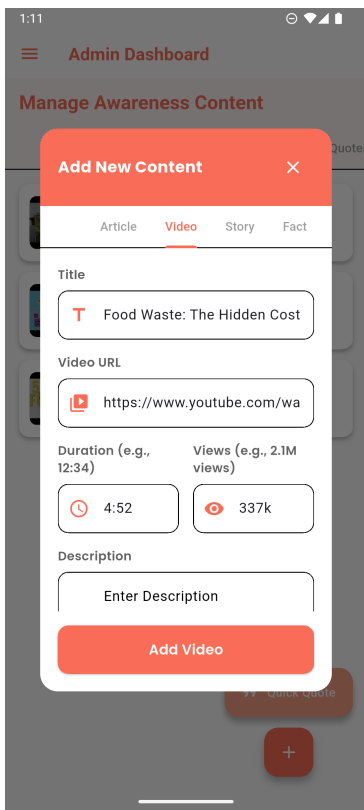 1:11
Admin Dashboard
Manage Awareness Content
Quote
Add New Content
Article Video Story Fact
Title
Food Waste: The Hidden Cost
Video URL
https://www.youtube.com/wa
Duration (e.g., 12:34)
Views (e.g., 2.1M views)
4:52
337k
Description
Enter Description
Add Video
Quick Quote